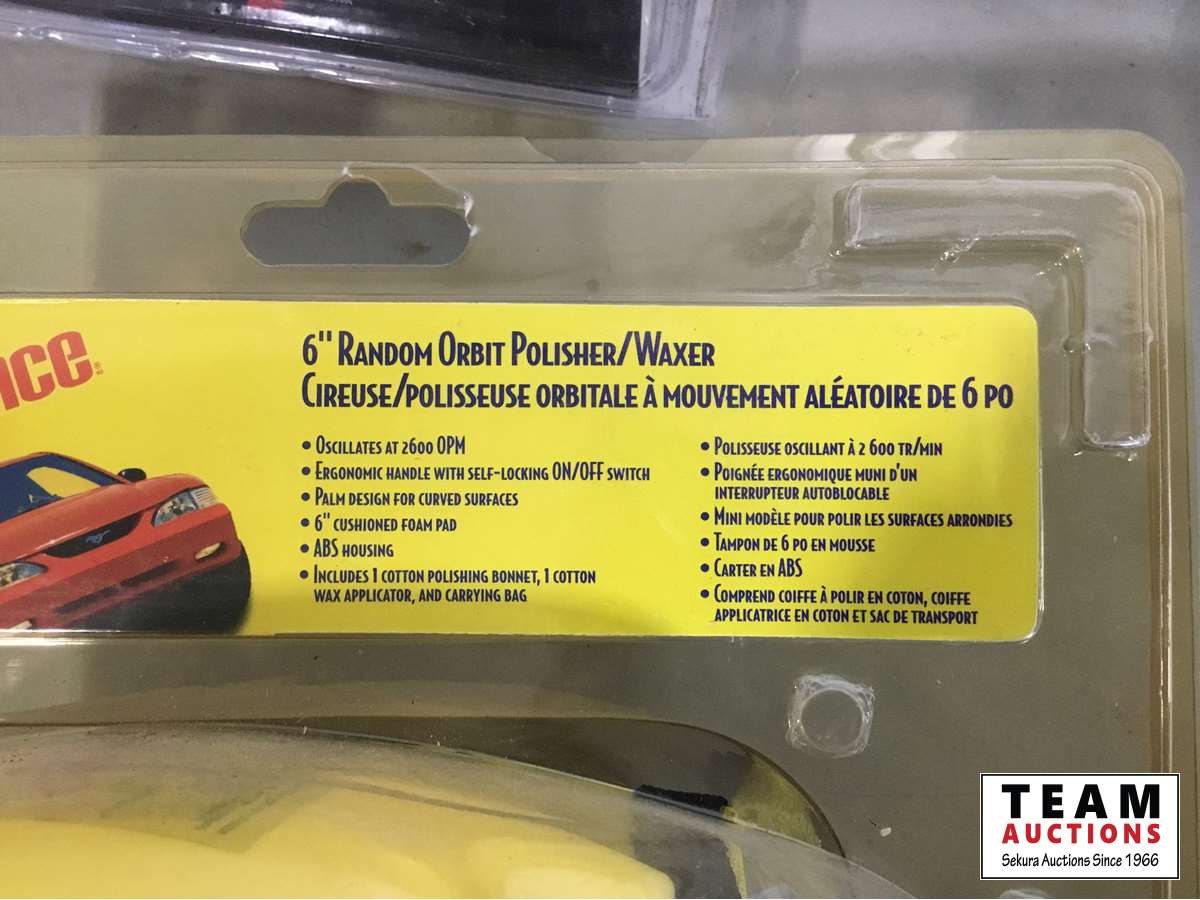 6" RANDOM ORBIT POLISHER/WAXER
CIREUSE/POLISSEUSE ORBITALE À MOUVEMENT ALÉATOIRE DE 6 PO
• OSCILLATES AT 2600 OPM
• ERGONOMIC HANDLE WITH SELF-LOCKING ON/OFF SWITCH
• PALM DESIGN FOR CURVED SURFACES
• 6" CUSHIONED FOAM PAD
• ABS HOUSING
• INCLUDES 1 COTTON POLISHING BONNET, 1 COTTON
WAX APPLICATOR, AND CARRYING BAG
• POLISSEUSE OSCILLANT À 2 600 TR/MIN
• POIGNÉE ERGONOMIQUE MUNI D'UN
INTERRUPTEUR AUTOBLOCABLE
• MINI MODÈLE POUR POLIR LES SURFACES ARRONDIES
• TAMPON DE 6 PO EN MOUSSE
• CARTER EN ABS
• COMPREND COIFFE À POLIR EN COTON, COIFFE
APPLICATRICE EN COTON ET SAC DE TRANSPORT
TEAM
AUCTIONS
Sekura Auctions Since 1966